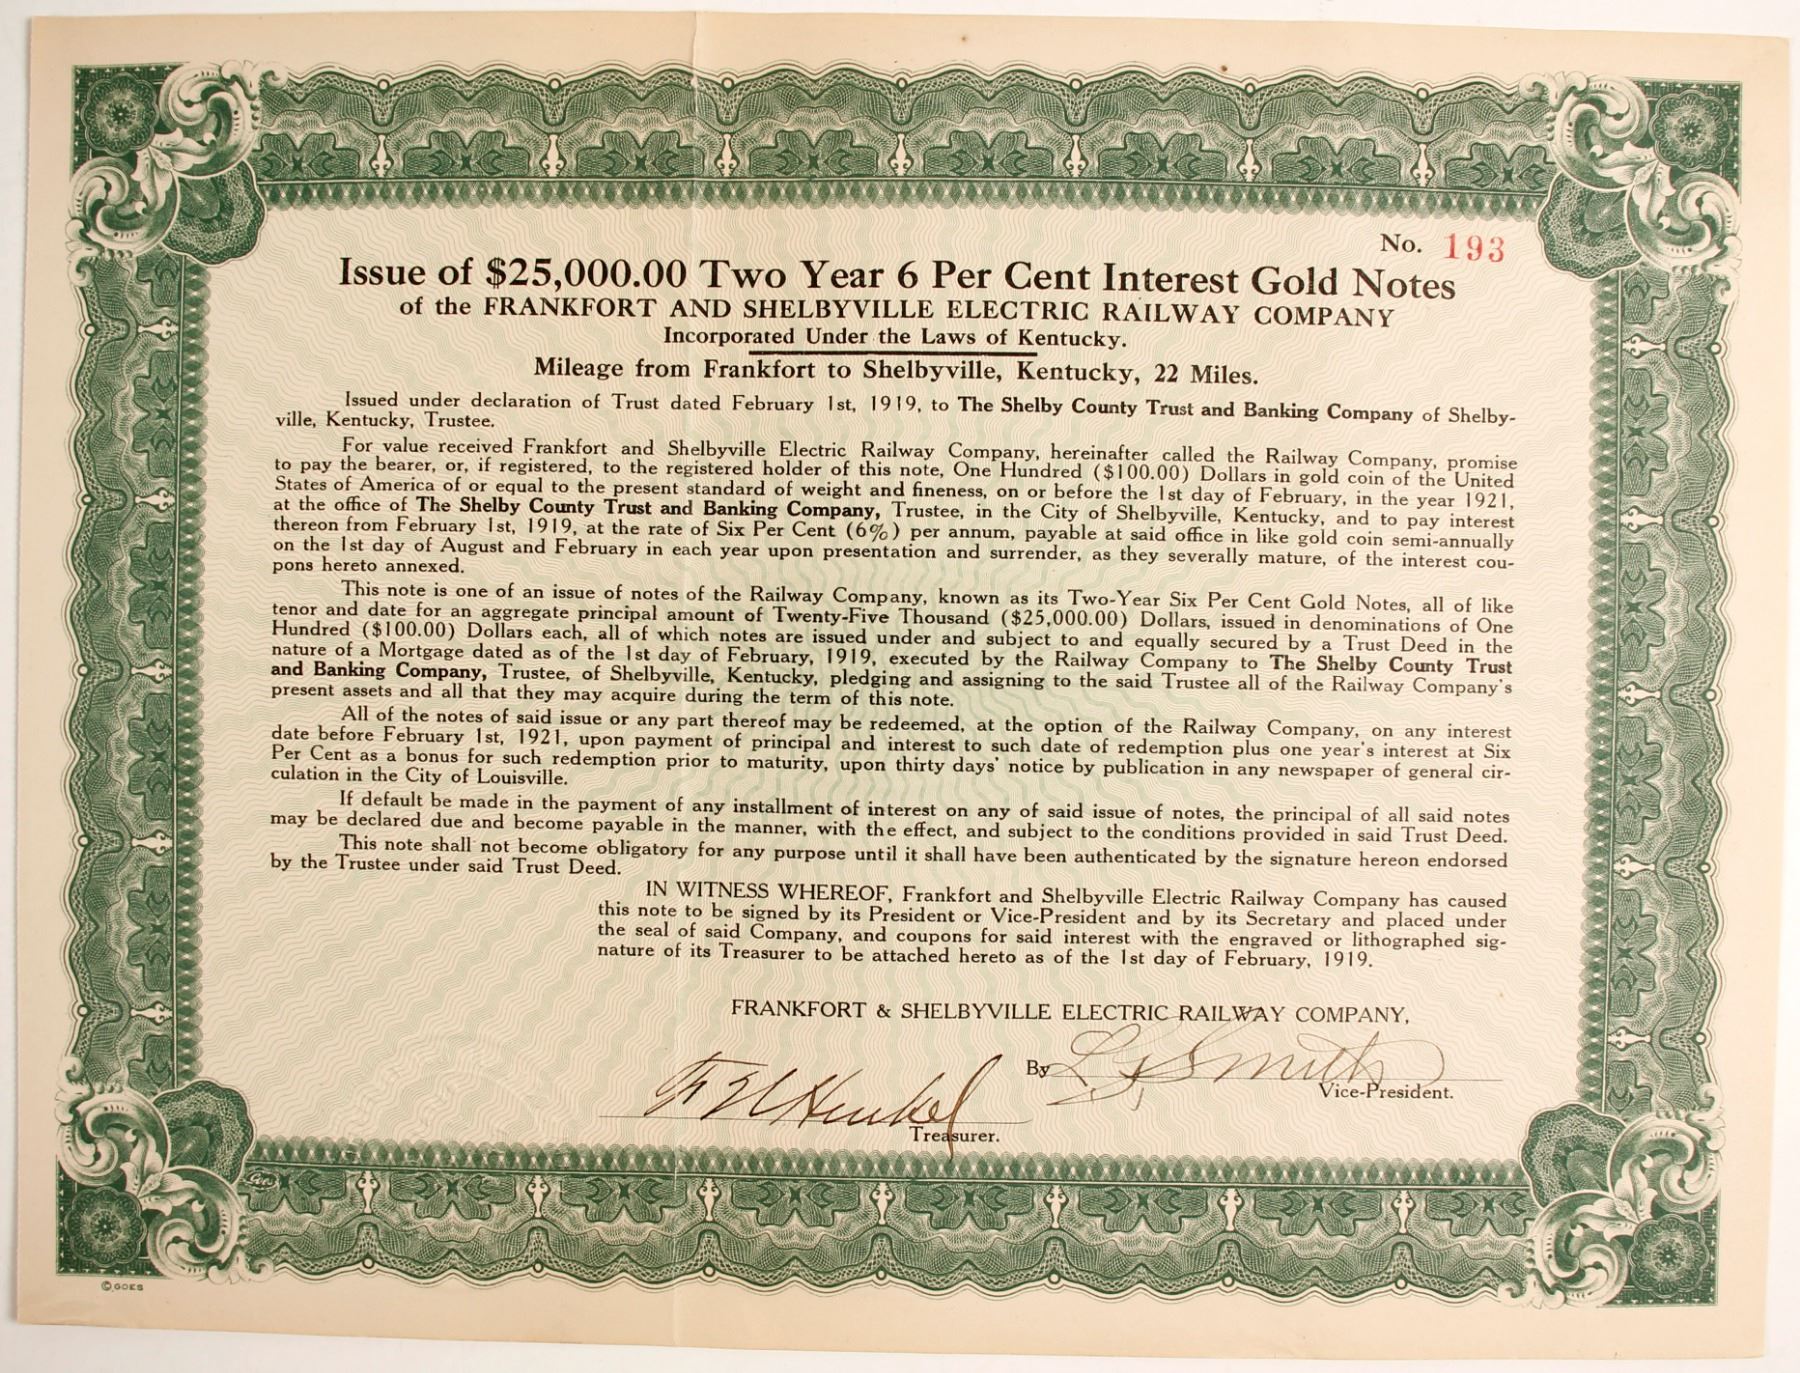 No. 193
Issue of $25,000.00 Two Year 6 Per Cent Interest Gold Notes
of the FRANKFORT AND SHELBYVILLE ELECTRIC RAILWAY COMPANY
Incorporated Under the Laws of Kentucky.
Mileage from Frankfort to Shelbyville, Kentucky, 22 Miles.
Issued under declaration of Trust dated February 1st, 1919, to The Shelby County Trust and Banking Company of Shelby-
ville, Kentucky, Trustee.
For value received Frankfort and Shelbyville Electric Railway Company, hereinafter called the Railway Company, promise
to pay the bearer, or, if registered, to the registered holder of this note, One Hundred ($100.00) Dollars in gold coin of the United
States of America of or equal to the present standard of weight and fineness, on or before the 1st day of February, in the year 1921,
at the office of The Shelby County Trust and Banking Company, Trustee, in the City of Shelbyville, Kentucky, and to pay interest
thereon from February 1st, 1919, at the rate of Six Per Cent (6%) per annum, payable at said office in like gold coin semi-annually
on the 1st day of August and February in each year upon presentation and surrender, as they severally mature, of the interest cou-
pons hereto annexed.
This note is one of an issue of notes of the Railway Company, known as its Two-Year Six Per Cent Gold Notes, all of like
tenor and date for an aggregate principal amount of Twenty-Five Thousand ($25,000.00) Dollars, issued in denominations of One
Hundred ($100.00) Dollars each, all of which notes are issued under and subject to and equally secured by a Trust Deed in the
nature of a Mortgage dated as of the 1st day of February, 1919, executed by the Railway Company to The Shelby County Trust
and Banking Company, Trustee, of Shelbyville, Kentucky, pledging and assigning to the said Trustee all of the Railway Company's
present assets and all that they may acquire during the term of this note.
All of the notes of said issue or any part thereof may be redeemed, at the option of the Railway Company, on any interest
date before February 1st, 1921, upon payment of principal and interest to such date of redemption plus one year's interest at Six
Per Cent as a bonus for such redemption prior to maturity, upon thirty days' notice by publication in any newspaper of general cir-
culation in the City of Louisville.
If default be made in the payment of any installment of interest on any of said issue of notes, the principal of all said notes
may be declared due and become payable in the manner, with the effect, and subject to the conditions provided in said Trust Deed.
This note shall not become obligatory for any purpose until it shall have been authenticated by the signature hereon endorsed
by the Trustee under said Trust Deed.
IN WITNESS WHEREOF, Frankfort and Shelbyville Electric Railway Company has caused
this note to be signed by its President or Vice-President and by its Secretary and placed under
the seal of said Company, and coupons for said interest with the engraved or lithographed sig-
nature of its Treasurer to be attached hereto as of the 1st day of February, 1919.
FRANKFORT & SHELBYVILLE ELECTRIC RAILWAY COMPANY,
By Smith
Vice-President.
Henkel
Treasurer.
Goes
© GOES